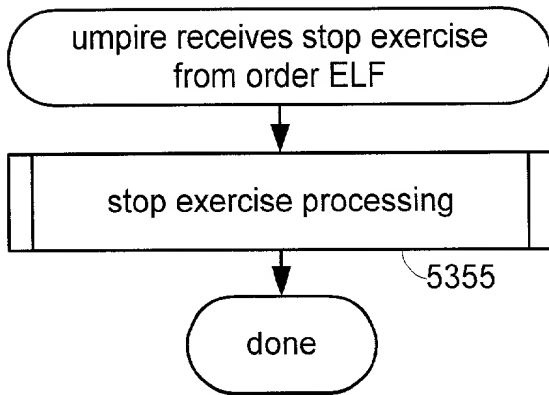 umpire receives stop exercise
from order ELF
stop exercise processing
5355
done